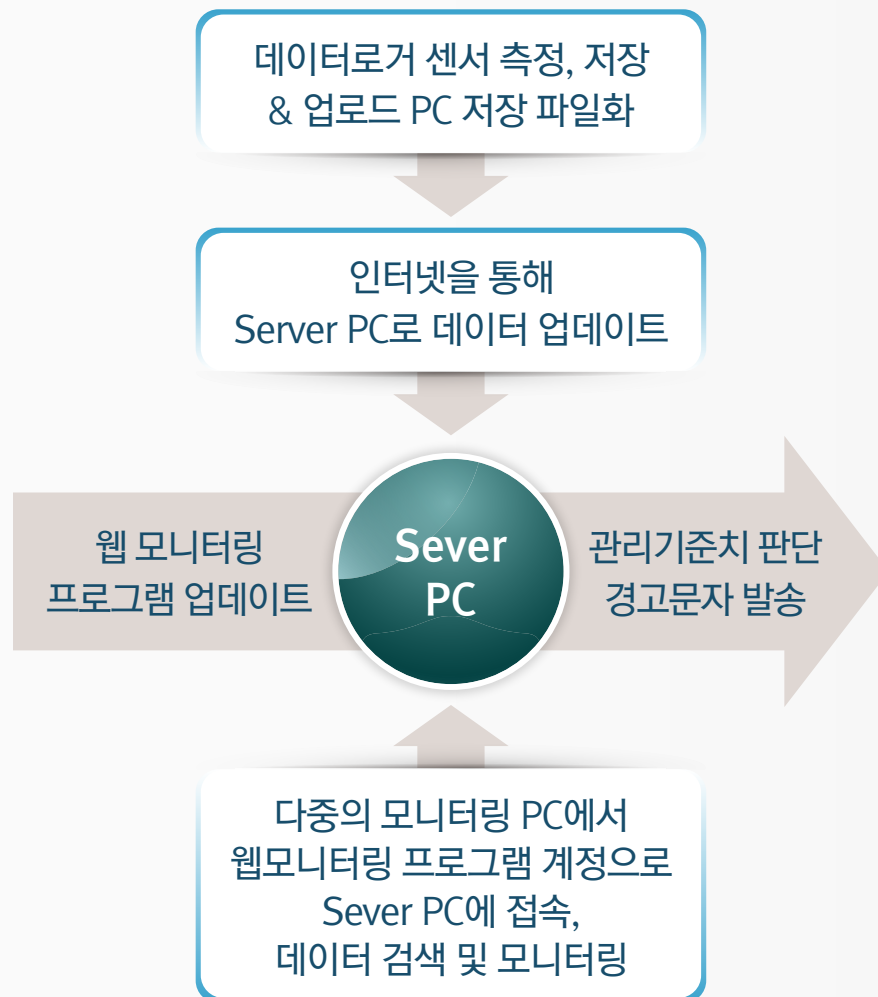 데이터로거 센서 측정, 저장
& 업로드 PC 저장 파일화
인터넷을 통해
Server PC로 데이터 업데이트
웹 모니터링
프로그램 업데이트
Sever
PC
관리기준치 판단
경고문자 발송
다중의 모니터링 PC에서
웹모니터링 프로그램 계정으로
Sever PC에 접속,
데이터 검색 및 모니터링